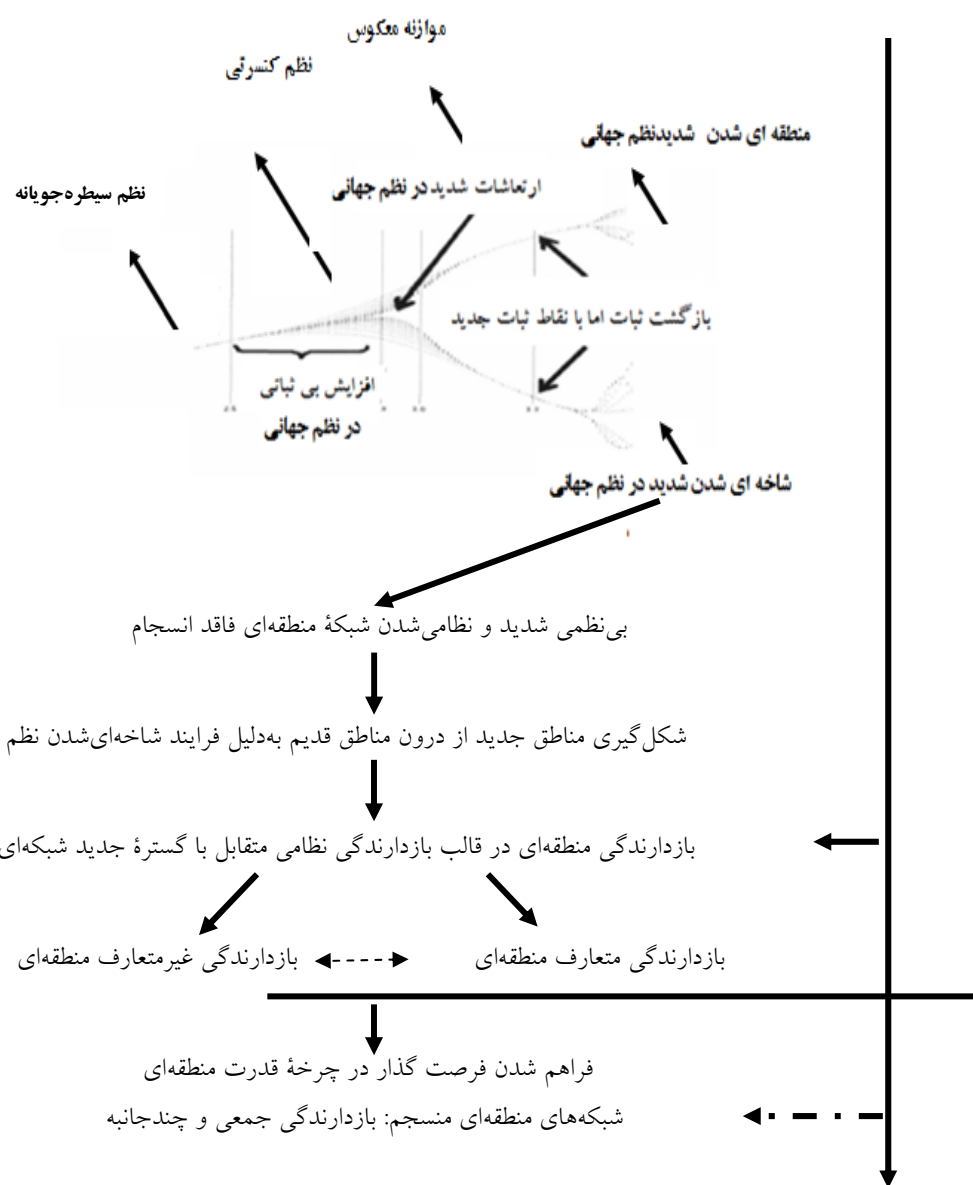 موازنه معکوس
نظم کنسرتی
منطقه ای شدن شدیدنظم جهانی
ارتعاشات شدید در نظم جهانی
نظم سیطره جویانه
بازگشت ثبات اما با نقاط ثبات جدید
افزایش بی ثباتی
در نظم جهانی
شاخه ای شدن شدید در نظم جهانی
بی‌نظمی شدید و نظامی‌شدن شبکهٔ منطقه‌ای فاقد انسجام
شکل‌گیری مناطق جدید از درون مناطق قدیم به‌دلیل فرایند شاخه‌ای‌شدن نظم
بازدارندگی منطقه‌ای در قالب بازدارندگی نظامی متقابل با گسترهٔ جدید شبکه‌ای
بازدارندگی متعارف منطقه‌ای
بازدارندگی غیرمتعارف منطقه‌ای
فراهم شدن فرصت گذار در چرخهٔ قدرت منطقه‌ای
شبکه‌های منطقه‌ای منسجم: بازدارندگی جمعی و چندجانبه